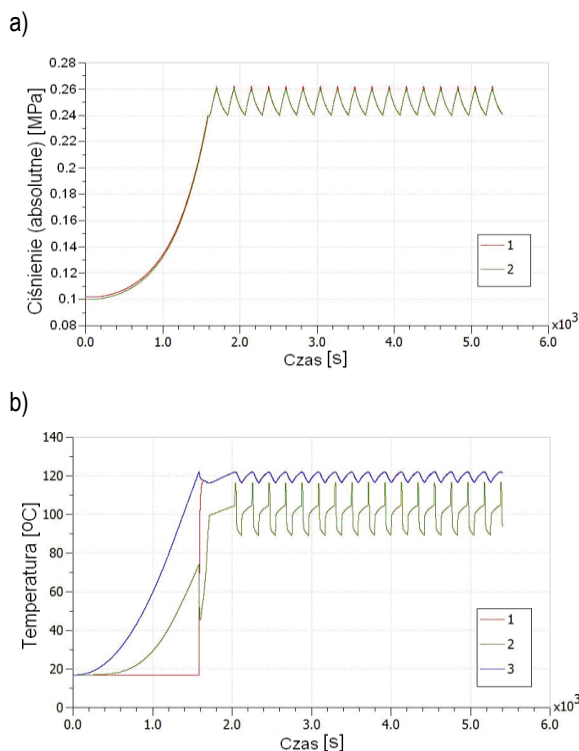 a)
Ciśnienie (absolutne) [MPa]
0.28
0.26
0.24
0.22
0.2
0.18
0.16
0.14
0.12
0.1
0.08
0.0 1.0 2.0 3.0 4.0 5.0 6.0
x10³
Czas [s]
1
2
b)
Temperatura [ºC]
140
120
100
80
60
40
20
0
0.0 1.0 2.0 3.0 4.0 5.0 6.0
x10³
Czas [s]
1
2
3